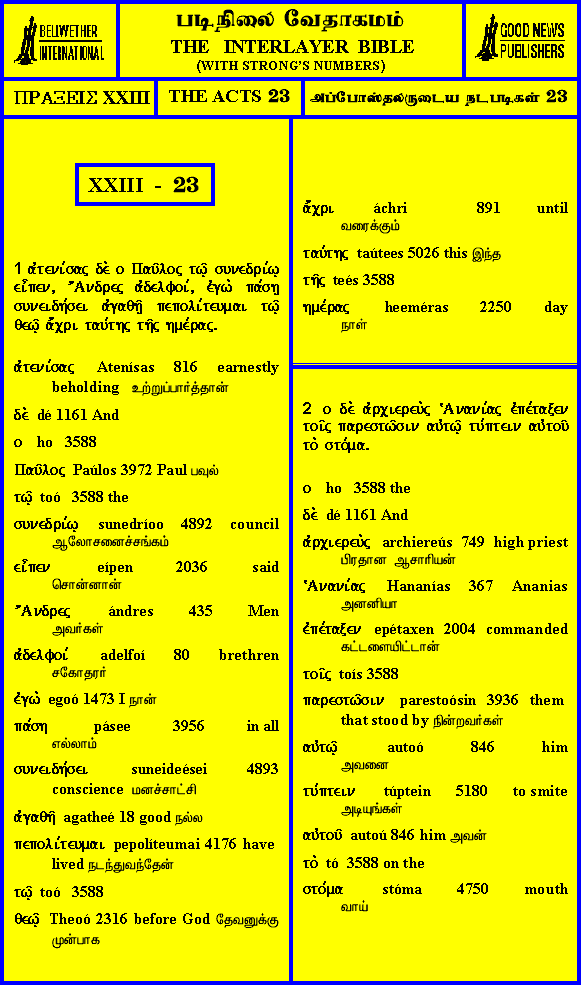 BELLWETHER
INTERNATIONAL
படிநிலை வேதாகமம்
THE INTERLAYER BIBLE
(WITH STRONG'S NUMBERS)
GOOD NEWS
PUBLISHERS
ΠΡΑΞΕΙΣ XXIII
THE ACTS 23
அப்போஸ்தலருடைய நடபடிகள் 23
XXIII - 23
1 ἀτενίσας δὲ ο Παῦλος τῷ συνεδρίῳ
εἶπεν, Ἄνδρες ἀδελφοί, ἐγὼ πάσῃ
συνειδήσει ἀγαθῇ πεπολίτευμαι τῷ
θεῷ ἄχρι ταύτης τῆς ημέρας.
ἀτενίσας Atenísas 816 earnestly
beholding உற்றுப்பார்த்தான்
δὲ dé 1161 And
ο ho 3588
Παῦλος Paúlos 3972 Paul பவுல்
τῷ toó 3588 the
συνεδρίῳ sunedríoo 4892 council
ஆலோசனைச்சங்கம்
εἶπεν eípen 2036 said
சொன்னான்
Ἄνδρες ándres 435 Men
அவர்கள்
ἀδελφοί adelfoí 80 brethren
சகோதரர்
ἐγὼ egoó 1473 I நான்
πάσῃ pásee 3956 in all
எல்லாம்
συνειδήσει suneideései 4893
conscience மனச்சாட்சி
ἀγαθῇ agatheé 18 good நல்ல
πεπολίτευμαι pepolíteumai 4176 have
lived நடந்துவந்தேன்
τῷ toó 3588
θεῷ Theoó 2316 before God தேவனுக்கு
முன்பாக
ἄχρι áchri 891 until
வரைக்கும்
ταύτης taútees 5026 this இந்த
τῆς teés 3588
ημέρας heeméras 2250 day
நாள்
2 ο δὲ ἀρχιερεὺς Ἁνανίας ἐπέταξεν
τοῖς παρεστῶσιν αὐτῷ τύπτειν αὐτοῦ
τὸ στόμα.
ο ho 3588 the
δὲ dé 1161 And
ἀρχιερεὺς archiereús 749 high priest
பிரதான ஆசாரியன்
Ἁνανίας Hananías 367 Ananias
அனனியா
ἐπέταξεν epétaxen 2004 commanded
கட்டளையிட்டான்
τοῖς toís 3588
παρεστῶσιν parestoósin 3936 them
that stood by நின்றவர்கள்
αὐτῷ autoó 846 him
அவனை
τύπτειν túptein 5180 to smite
அடியுங்கள்
αὐτοῦ autoú 846 him அவன்
τὸ tó 3588 on the
στόμα stóma 4750 mouth
வாய்